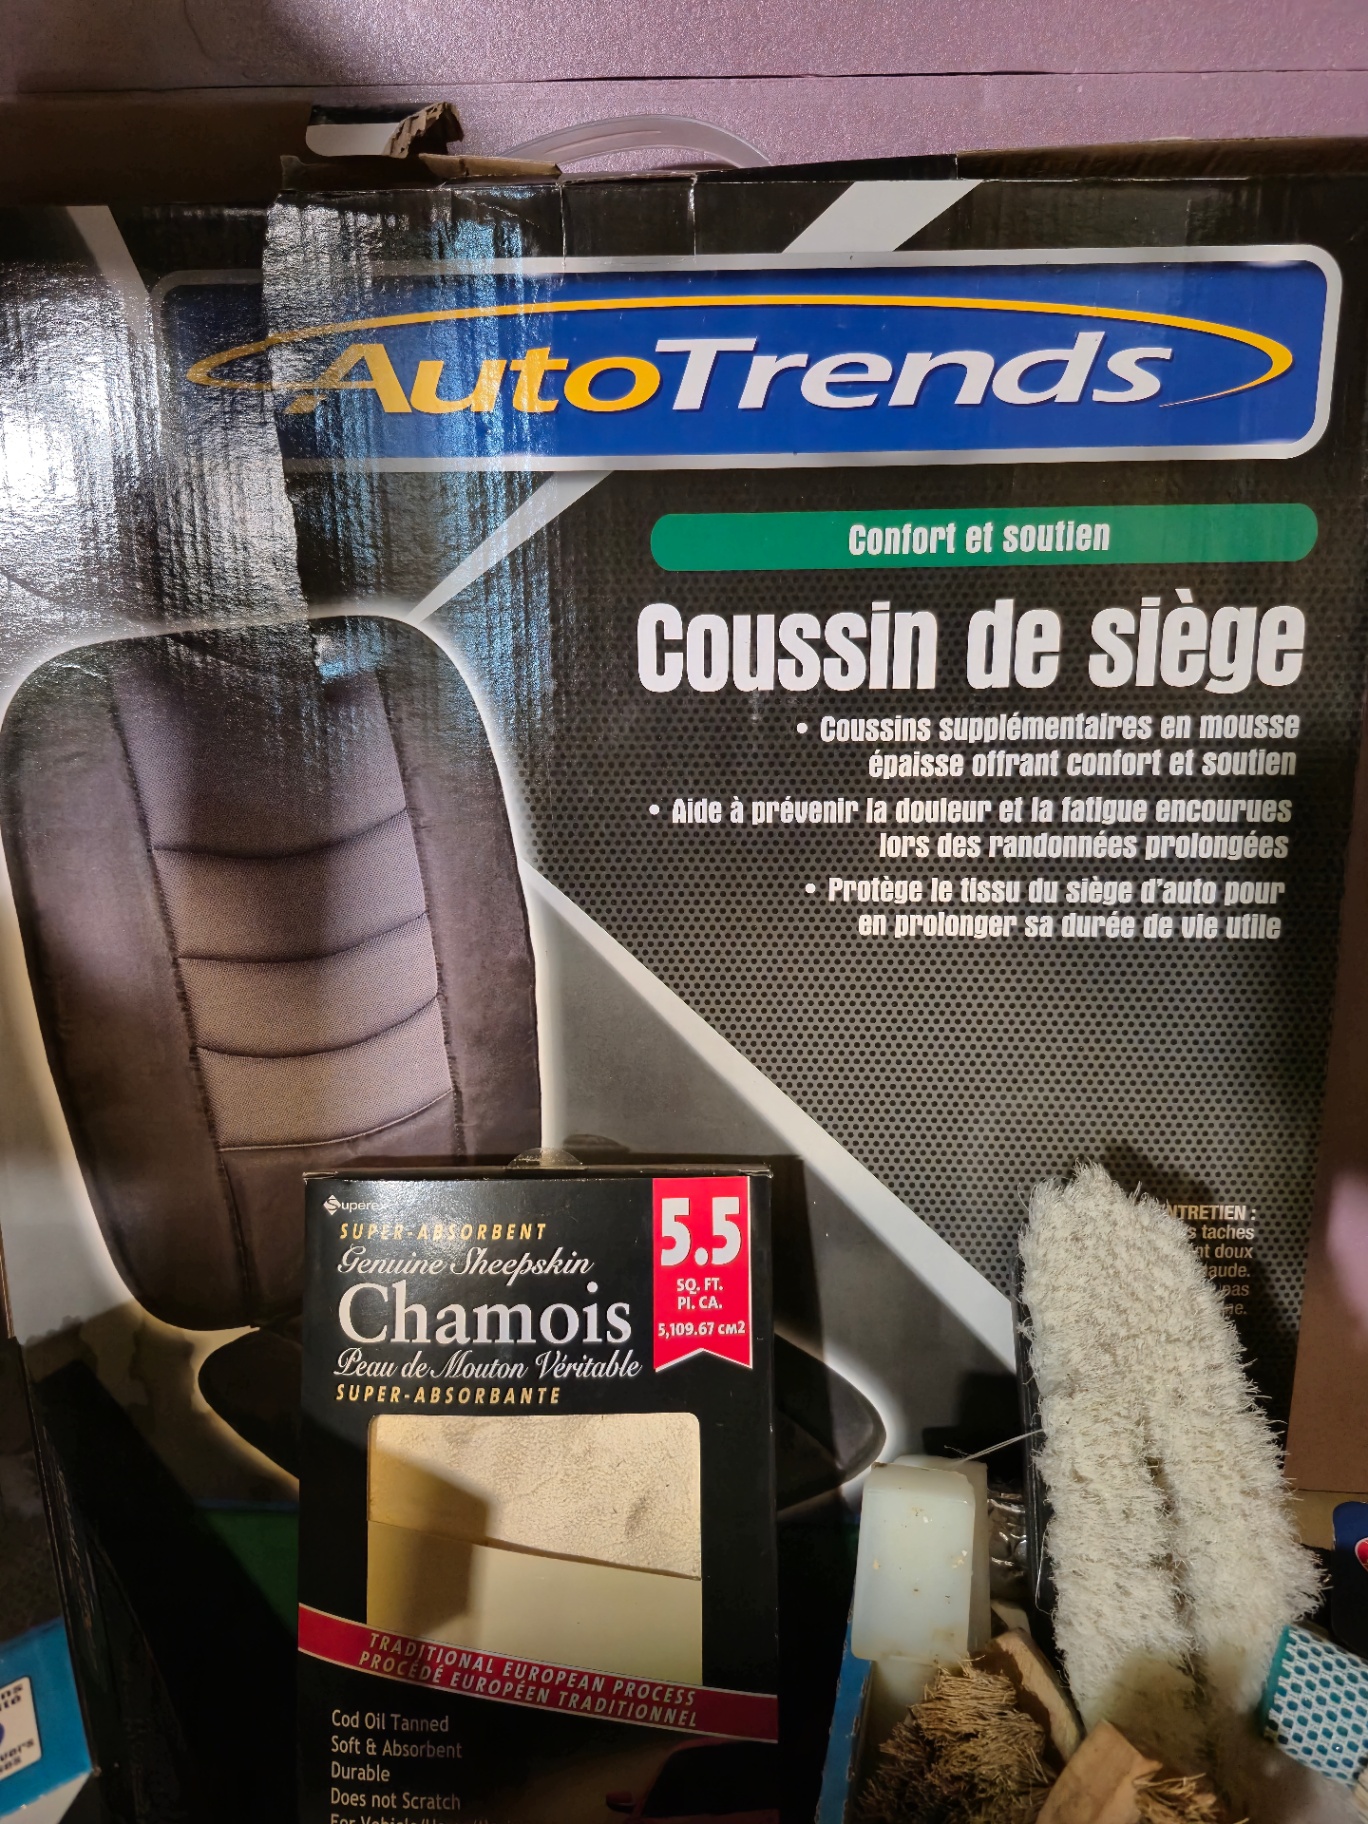 AutoTrends
Confort et soutien
Coussin de siège
• Coussins supplémentaires en mousse
épaisse offrant confort et soutien
• Aide à prévenir la douleur et la fatigue encourues
lors des randonnées prolongées
• Protège le tissu du siège d'auto pour
en prolonger sa durée de vie utile
taches
doux
pas
SUPER-ABSORBENT
Genuine Sheepskin
Chamois
Peau de Mouton Véritable
SUPER-ABSORBANTE
5.5
SQ. FT.
PI. CA.
5,109.67 CM2
TRADITIONAL EUROPEAN PROCESS
PROCÉDÉ EUROPÉEN TRADITIONNEL
Cod Oil Tanned
Soft & Absorbent
Durable
Does not Scratch